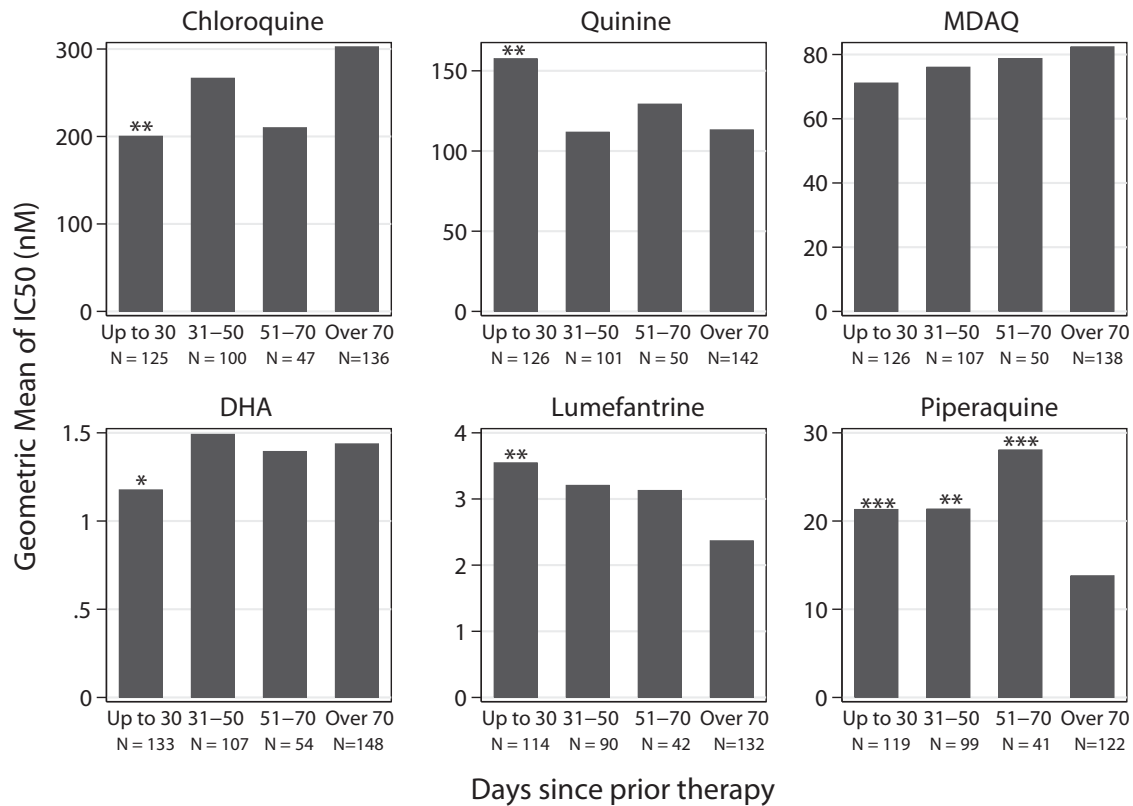 Chloroquine
Quinine
MDAQ
Geometric Mean of IC50 (nM)
300
200
100
0
**
Up to 30 31−50 51−70 Over 70
N = 125 N = 100 N = 47 N=136
150
100
50
0
**
Up to 30 31−50 51−70 Over 70
N = 126 N = 101 N = 50 N=142
80
60
40
20
0
Up to 30 31−50 51−70 Over 70
N = 126 N = 107 N = 50 N=138
DHA
Lumefantrine
Piperaquine
1.5
1
.5
0
*
Up to 30 31−50 51−70 Over 70
N = 133 N = 107 N = 54 N=148
4
3
2
1
0
**
Up to 30 31−50 51−70 Over 70
N = 114 N = 90 N = 42 N=132
30
20
10
0
*** ** ***
Up to 30 31−50 51−70 Over 70
N = 119 N = 99 N = 41 N=122
Days since prior therapy